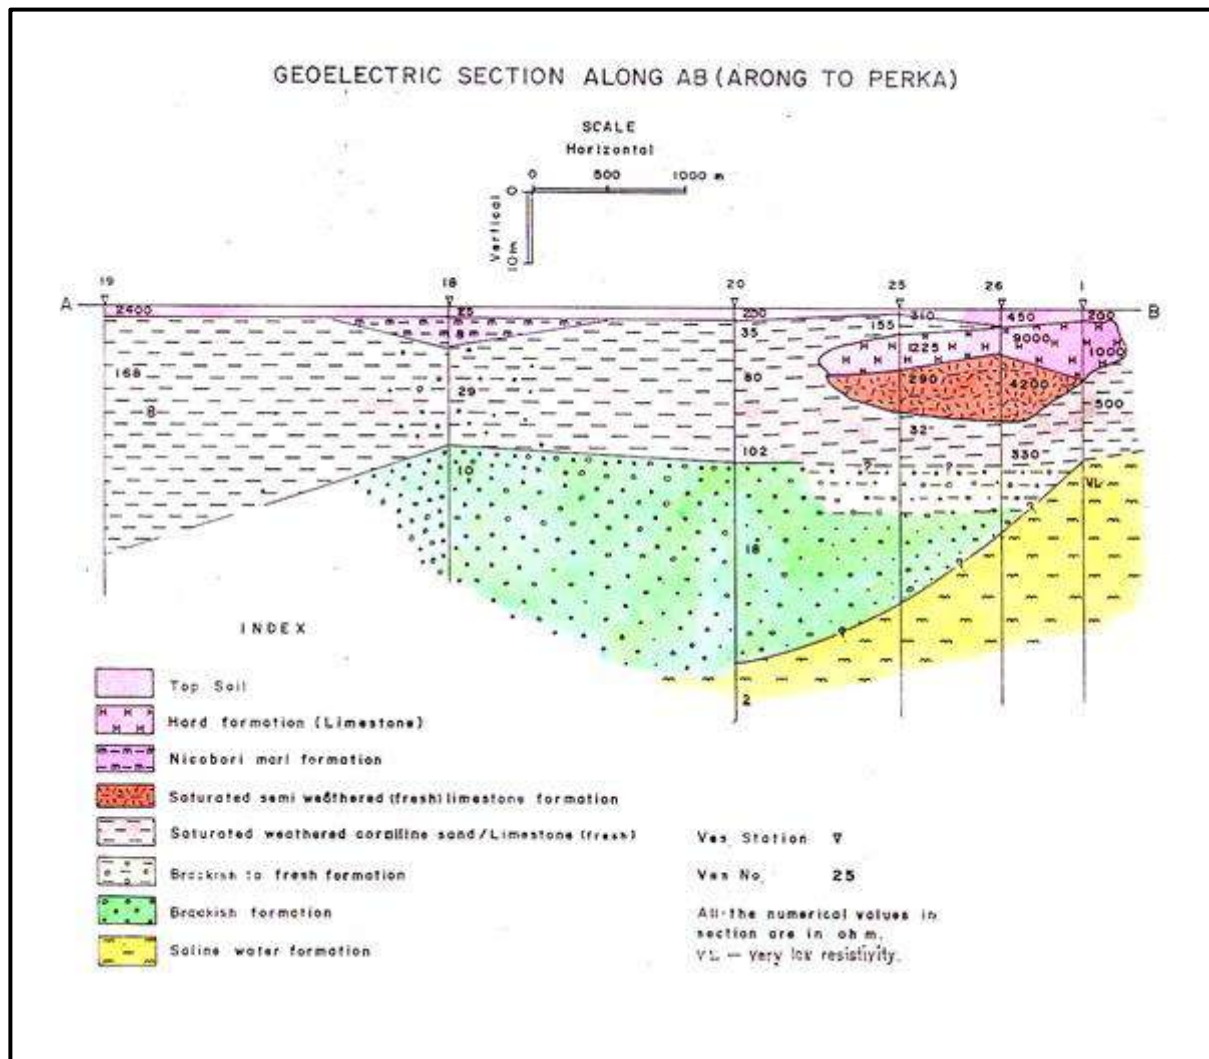 GEOELECTRIC SECTION ALONG AB (ARONG TO PERKA)
SCALE
Horizontal
0 500 1000 m
0
Vertical
10m
19 18 20 25 26 1
A B
2400 25 200 310 450 200
35 155 9000
1225 1000
168 29 80 290 4200
8 500
32
102 330
10 ? ?
VL
18
2
INDEX
Top Soil
Hard formation (Limestone)
Nicobari marl formation
Saturated semi weathered (fresh) limestone formation
Saturated weathered coralline sand/Limestone (fresh)
Brackish to fresh formation
Brackish formation
Saline water formation
Ves Station
Ves No. 25
All the numerical values in
section are in ohm.
VL — Very low resistivity.